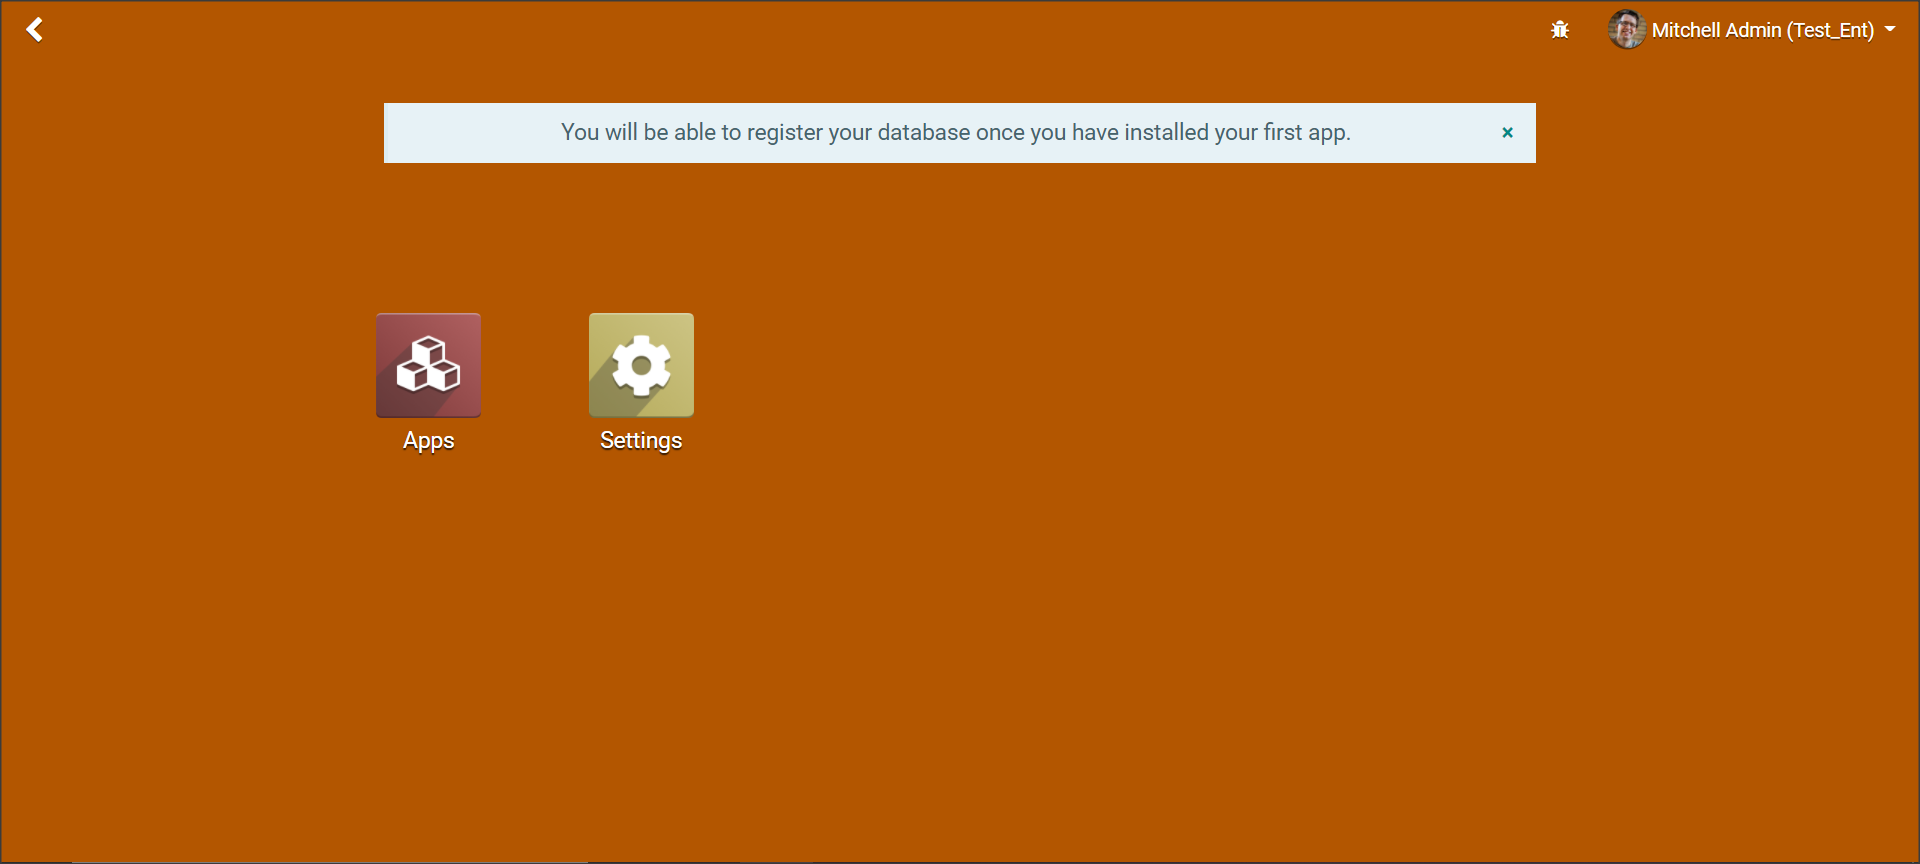 Mitchell Admin (Test_Ent)
You will be able to register your database once you have installed your first app.
Apps
Settings